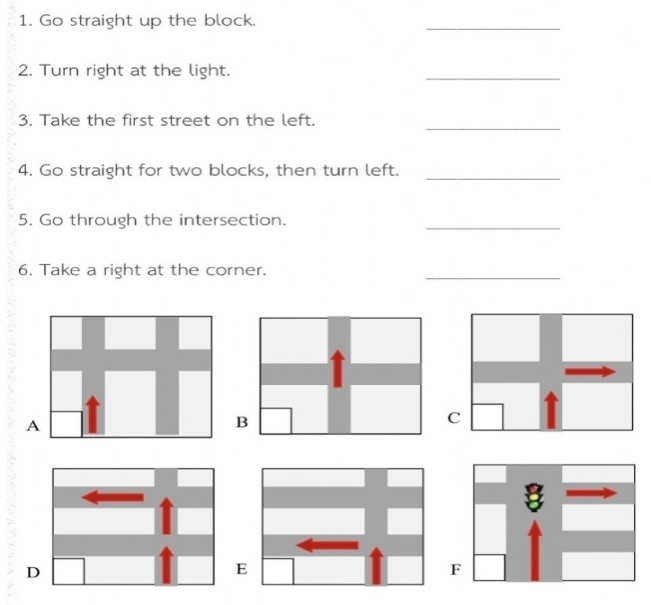 1. Go straight up the block.
2. Turn right at the light.
3. Take the first street on the left.
4. Go straight for two blocks, then turn left.
5. Go through the intersection.
6. Take a right at the corner.
A B C
D E F